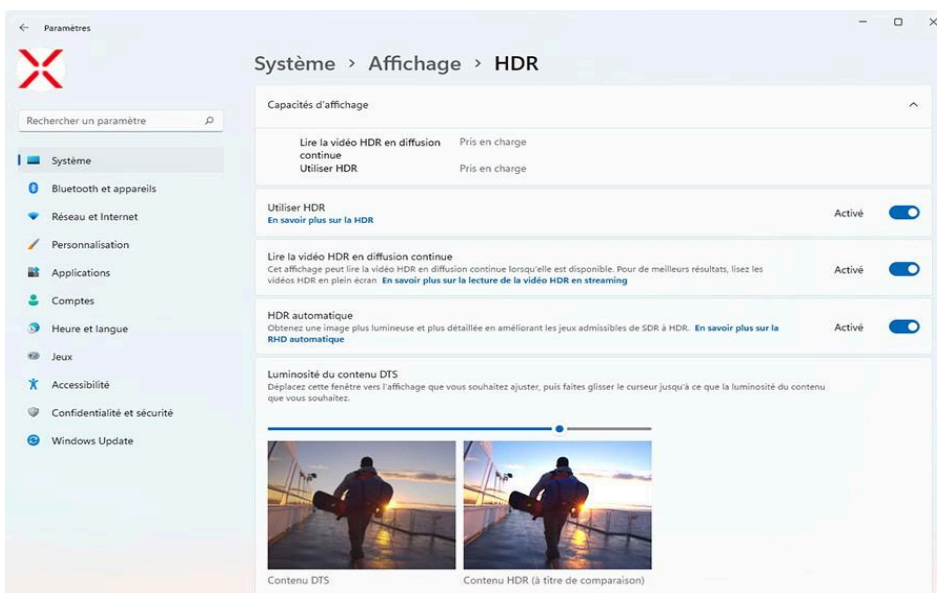 Paramètres
Système > Affichage > HDR
Rechercher un paramètre
Système
Bluetooth et appareils
Réseau et Internet
Personnalisation
Applications
Comptes
Heure et langue
Jeux
Accessibilité
Confidentialité et sécurité
Windows Update
Capacités d'affichage
Lire la vidéo HDR en diffusion Pris en charge
continue
Utiliser HDR Pris en charge
Utiliser HDR
En savoir plus sur la HDR
Activé
Lire la vidéo HDR en diffusion continue
Cet affichage peut lire la vidéo HDR en diffusion continue lorsqu'elle est disponible. Pour de meilleurs résultats, lisez les
vidéos HDR en plein écran En savoir plus sur la lecture de la vidéo HDR en streaming
Activé
HDR automatique
Obtenez une image plus lumineuse et plus détaillée en améliorant les jeux admissibles de SDR à HDR. En savoir plus sur la
RHD automatique
Activé
Luminosité du contenu DTS
Déplacez cette fenêtre vers l'affichage que vous souhaitez ajuster, puis faites glisser le curseur jusqu'à ce que la luminosité du contenu
que vous souhaitez.
Contenu DTS
Contenu HDR (à titre de comparaison)